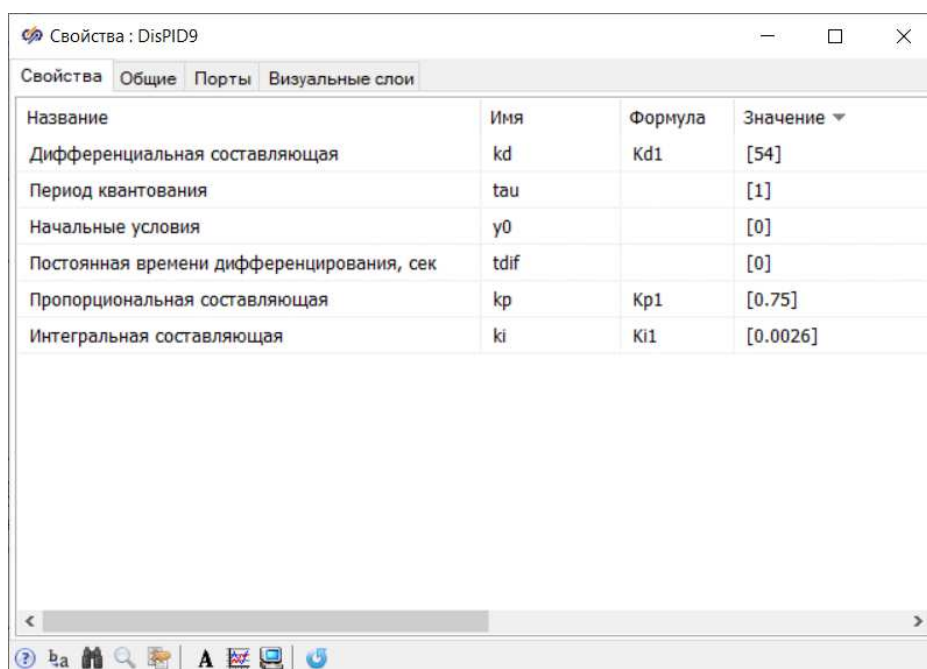 Свойства : DisPID9
Свойства Общие Порты Визуальные слои
Название Имя Формула Значение
Дифференциальная составляющая kd Kd1 [54]
Период квантования tau [1]
Начальные условия y0 [0]
Постоянная времени дифференцирования, сек tdif [0]
Пропорциональная составляющая kp Kp1 [0.75]
Интегральная составляющая ki Ki1 [0.0026]